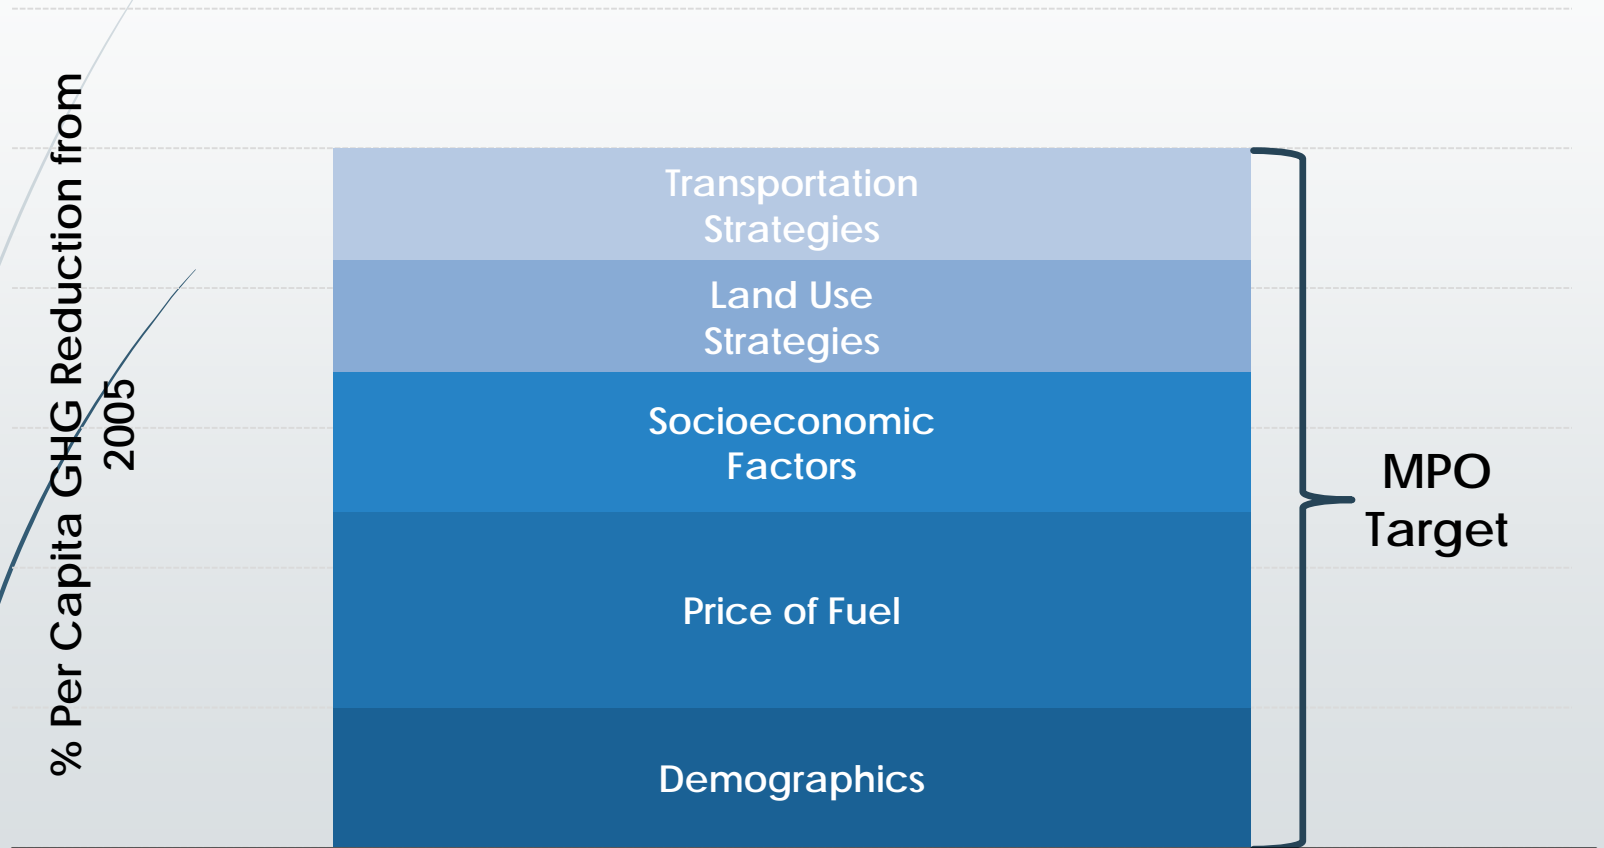 % Per Capita GHG Reduction from
2005
Transportation
Strategies
Land Use
Strategies
Socioeconomic
Factors
Price of Fuel
Demographics
MPO
Target